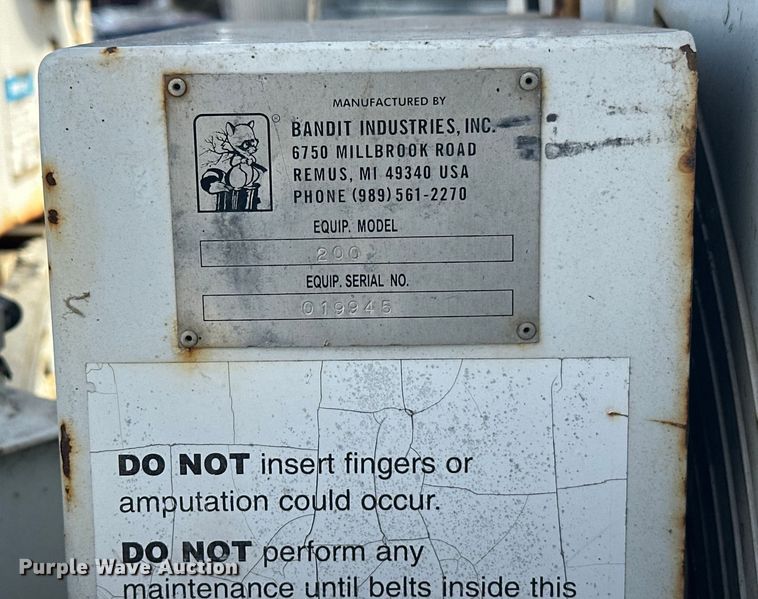 MANUFACTURED BY
BANDIT INDUSTRIES, INC.
6750 MILLBROOK ROAD
REMUS, MI 49340 USA
PHONE (989) 561-2270
®
EQUIP. MODEL
200
EQUIP. SERIAL NO.
019945
DO NOT insert fingers or
amputation could occur.
DO NOT perform any
maintenance until belts inside this
Purple Wave Auction